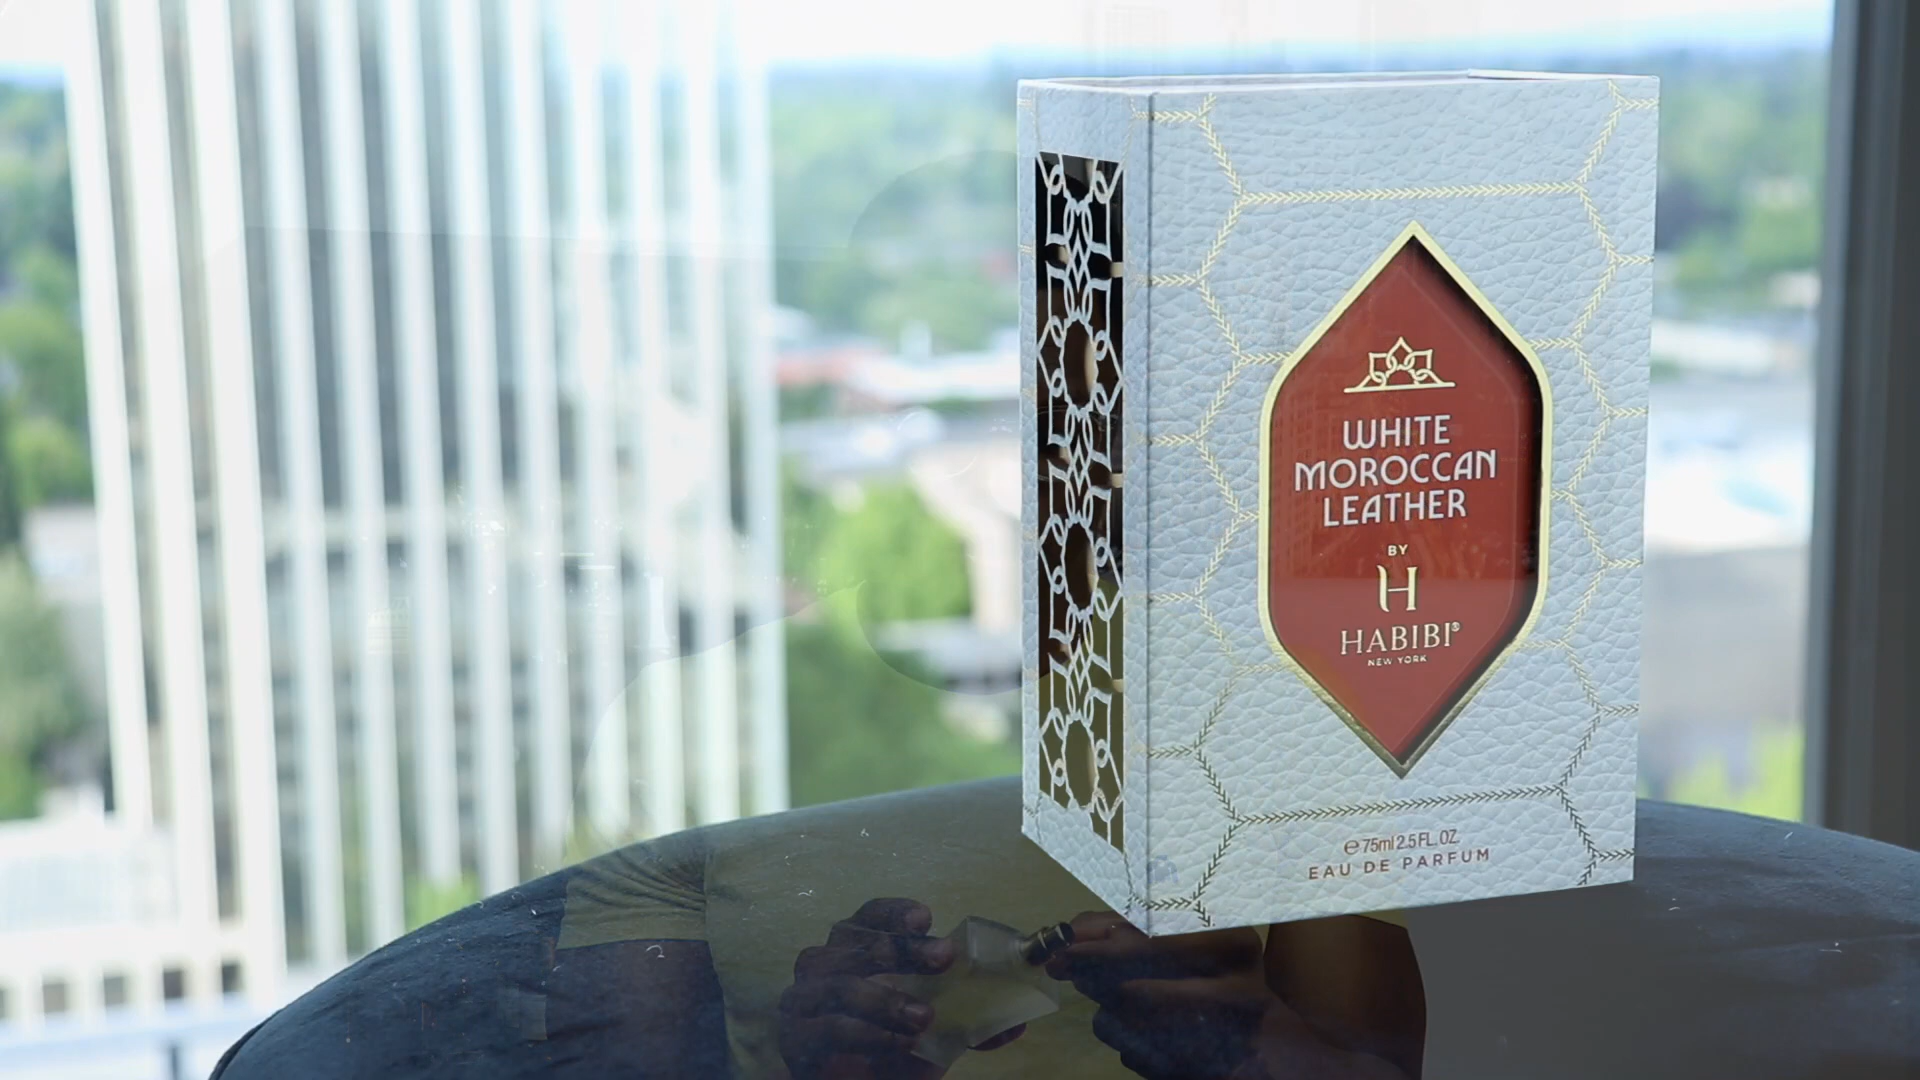 WHITE
MOROCCAN
LEATHER
BY
H
HABIBI®
NEW YORK
℮75ml 2.5FL.OZ
EAU DE PARFUM